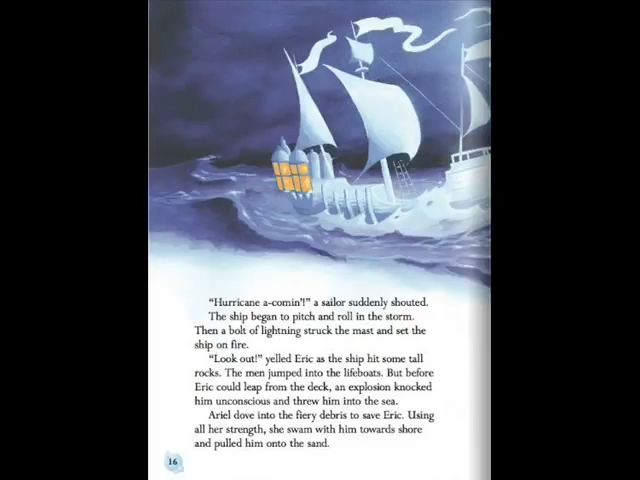 "Hurricane a-comin'!" a sailor suddenly shouted.
The ship began to pitch and roll in the storm.
Then a bolt of lightning struck the mast and set the
ship on fire.
"Look out!" yelled Eric as the ship hit some tall
rocks. The men jumped into the lifeboats. But before
Eric could leap from the deck, an explosion knocked
him unconscious and threw him into the sea.
Ariel dove into the fiery debris to save Eric. Using
all her strength, she swam with him towards shore
and pulled him onto the sand.
16